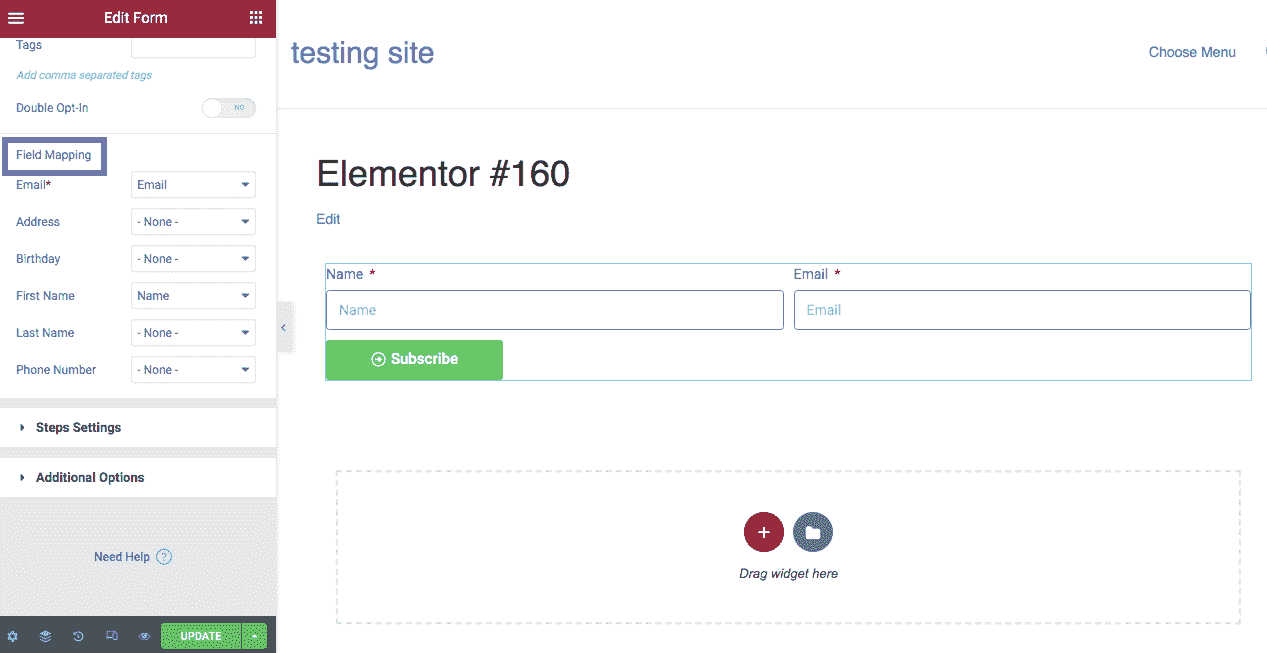 Edit Form
Tags
Add comma separated tags
Double Opt-In NO
Field Mapping
Email* Email
Address - None -
Birthday - None -
First Name Name
Last Name - None -
Phone Number - None -
Steps Settings
Additional Options
Need Help ?
UPDATE
testing site Choose Menu
Elementor #160
Edit
Name * Email *
Name Email
Subscribe
Drag widget here